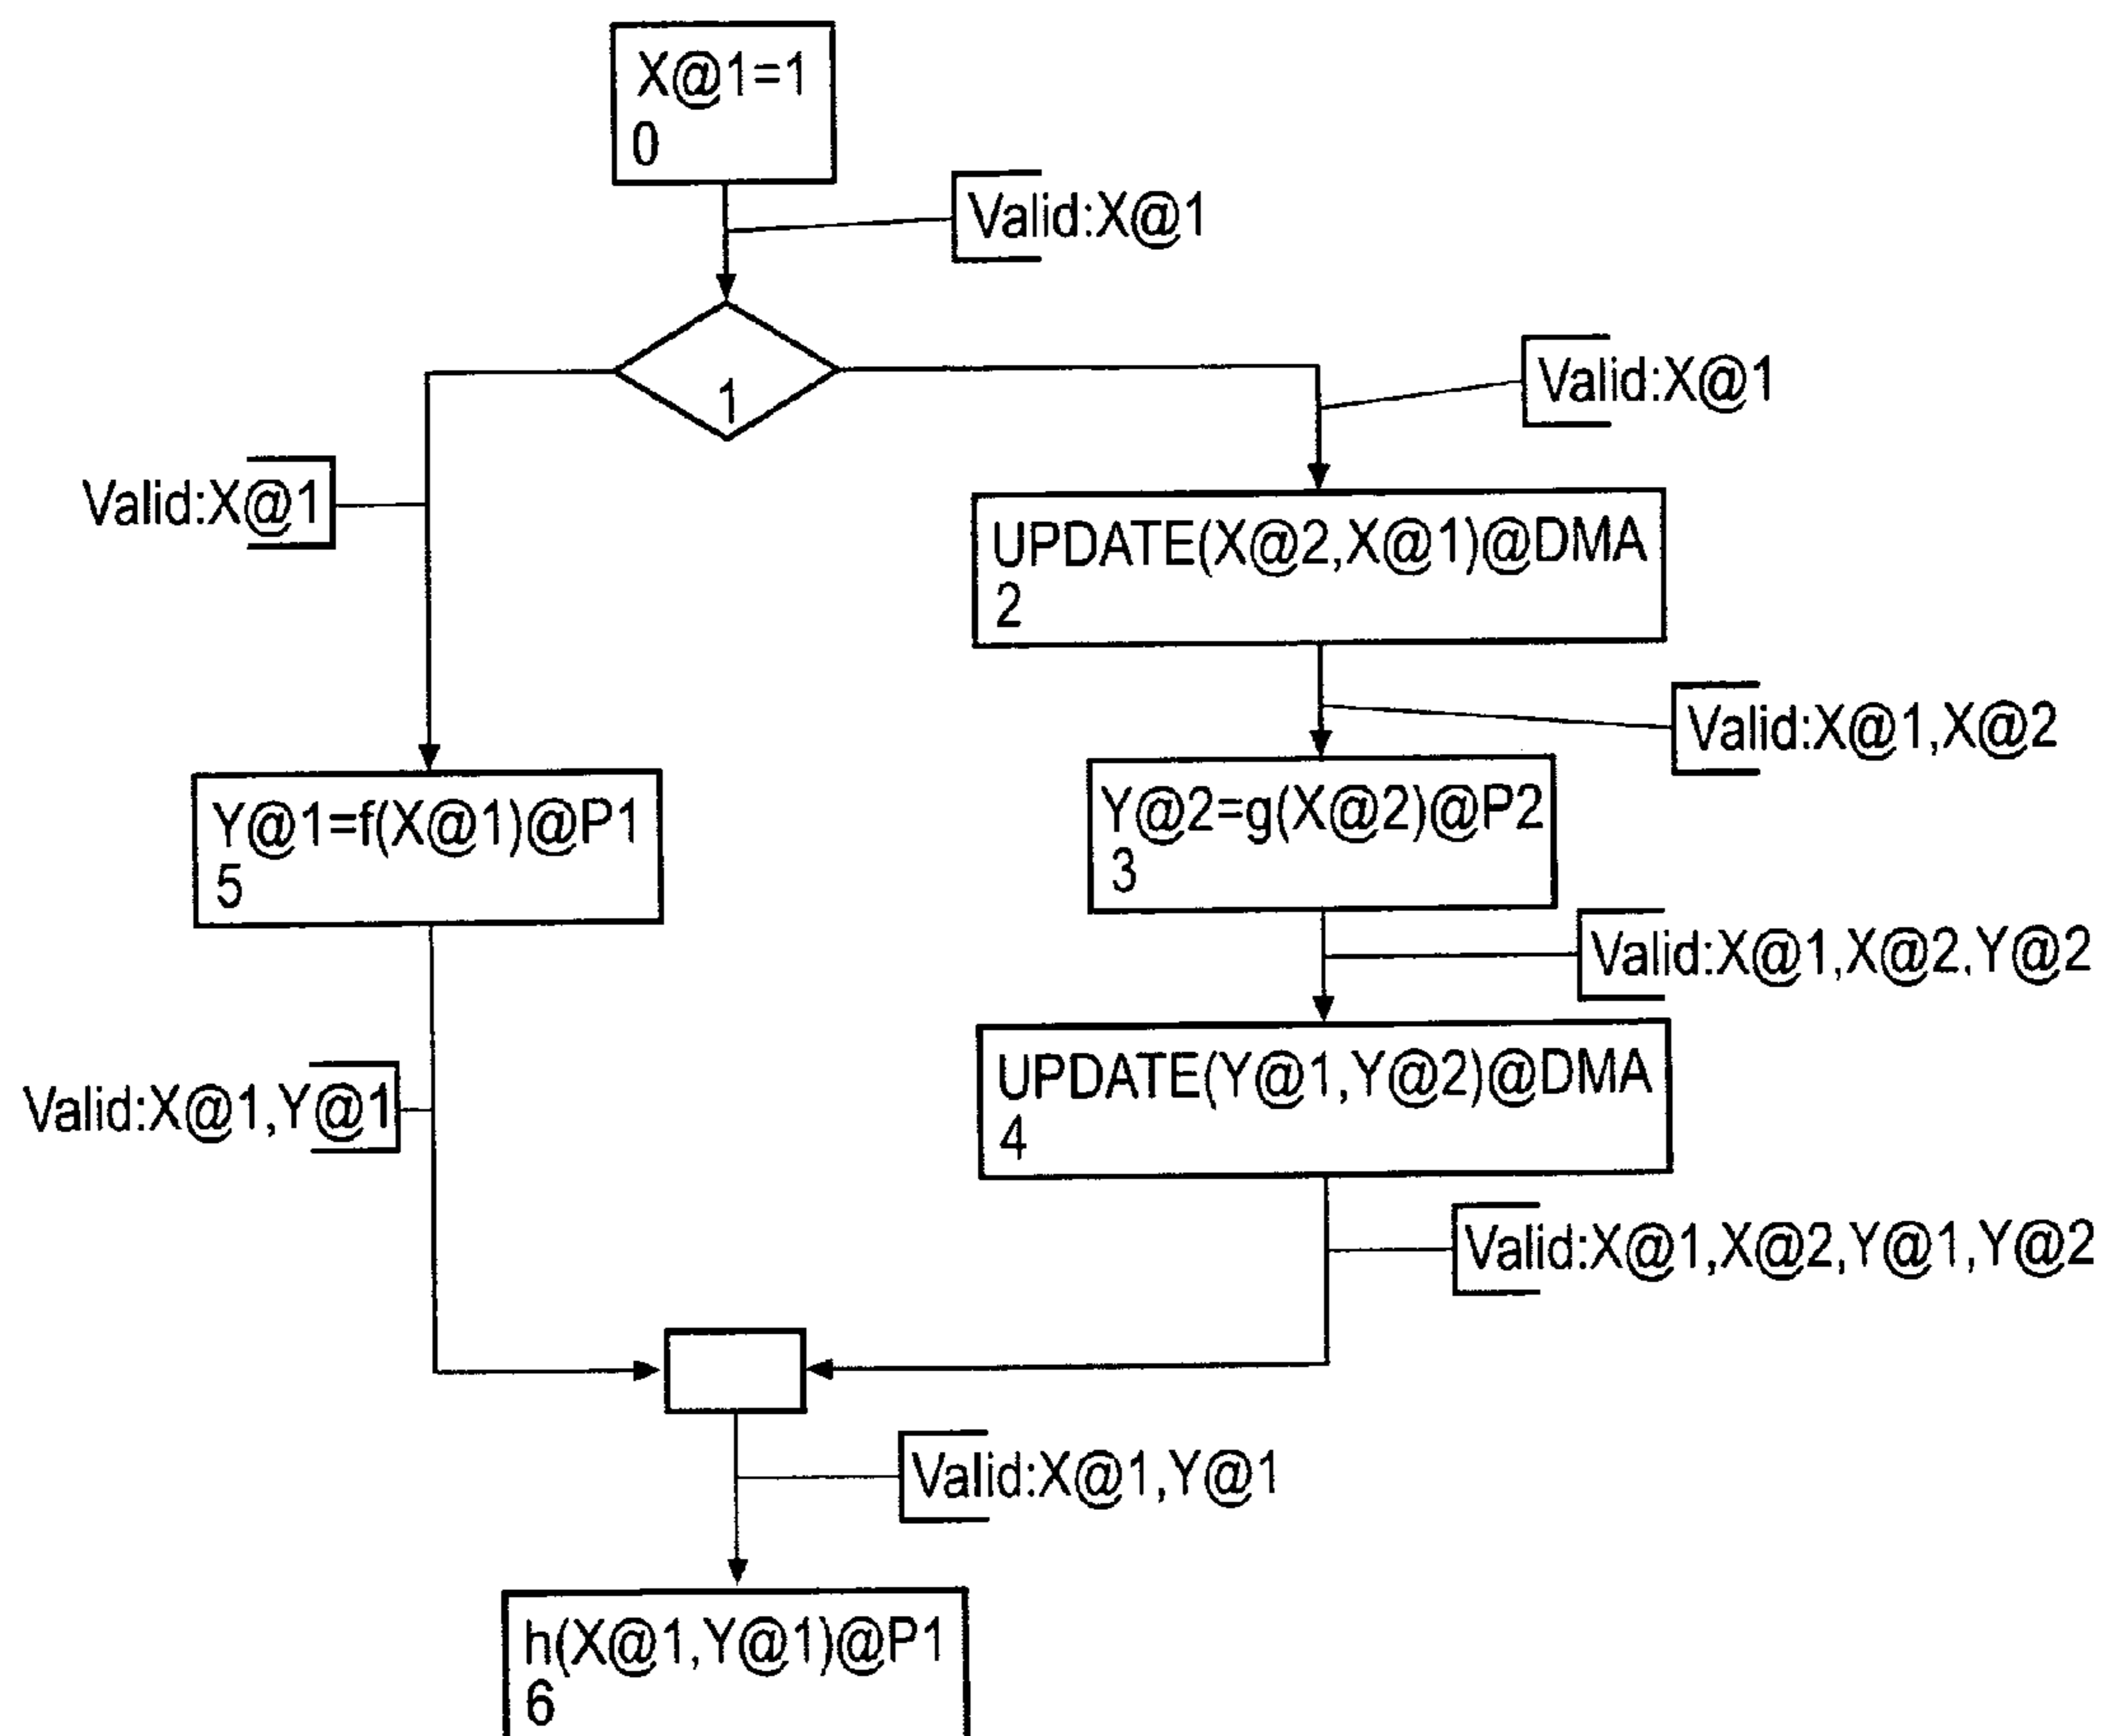 X@1=1
0
Valid:X@1
1
Valid:X@1
Valid:X@1
UPDATE(X@2,X@1)@DMA
2
Valid:X@1,X@2
Y@1=f(X@1)@P1
5
Y@2=g(X@2)@P2
3
Valid:X@1,X@2,Y@2
UPDATE(Y@1,Y@2)@DMA
4
Valid:X@1,Y@1
Valid:X@1,X@2,Y@1,Y@2
Valid:X@1,Y@1
h(X@1,Y@1)@P1
6